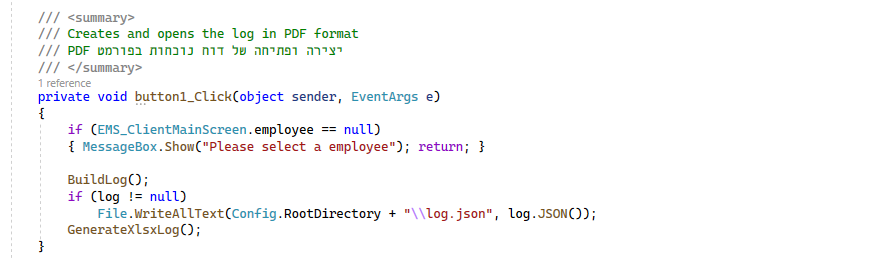 /// <summary>
/// Creates and opens the log in PDF format
/// יצירה ופתיחה של דוח נוכחות בפורמט PDF
/// </summary>
1 reference
private void button1_Click(object sender, EventArgs e)
{
if (EMS_ClientMainScreen.employee == null)
{ MessageBox.Show("Please select a employee"); return; }
BuildLog();
if (log != null)
File.WriteAllText(Config.RootDirectory + "\\log.json", log.JSON());
GenerateXlsxLog();
}